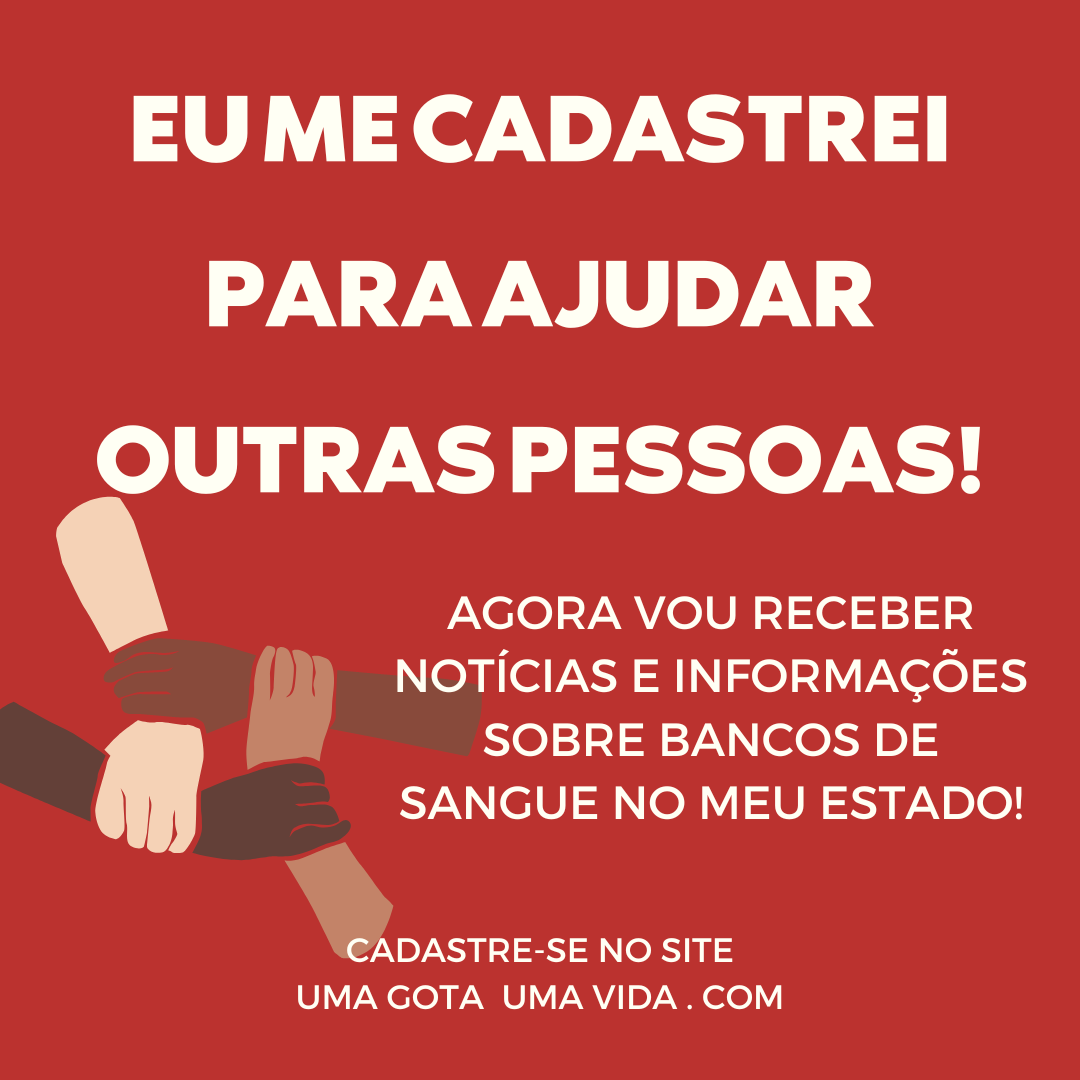 EU ME CADASTREI
PARA AJUDAR
OUTRAS PESSOAS!
AGORA VOU RECEBER
NOTÍCIAS E INFORMAÇÕES
SOBRE BANCOS DE
SANGUE NO MEU ESTADO!
CADASTRE-SE NO SITE
UMA GOTA  UMA VIDA . COM